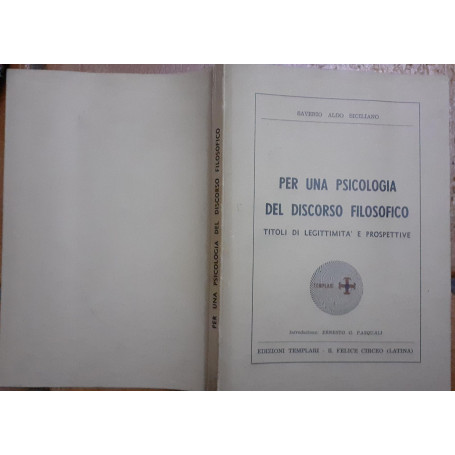 PER UNA PSICOLOGIA DEL DISCORSO FILOSOFICO
SAVERIO ALDO SICILIANO
PER UNA PSICOLOGIA
DEL DISCORSO FILOSOFICO
TITOLI DI LEGITTIMITA' E PROSPETTIVE
TEMPLARI
Introduzione: ERNESTO G. PASQUALI
EDIZIONI TEMPLARI - S. FELICE CIRCEO (LATINA)